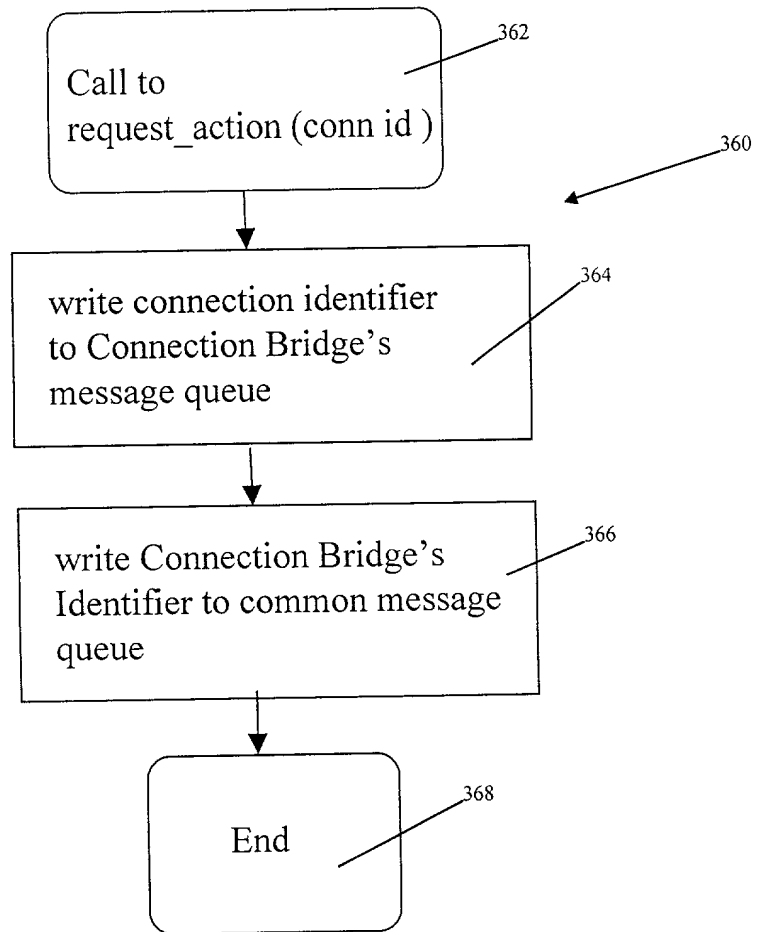 362
Call to
request_action (conn id )
360
364
write connection identifier
to Connection Bridge's
message queue
366
write Connection Bridge's
Identifier to common message
queue
368
End